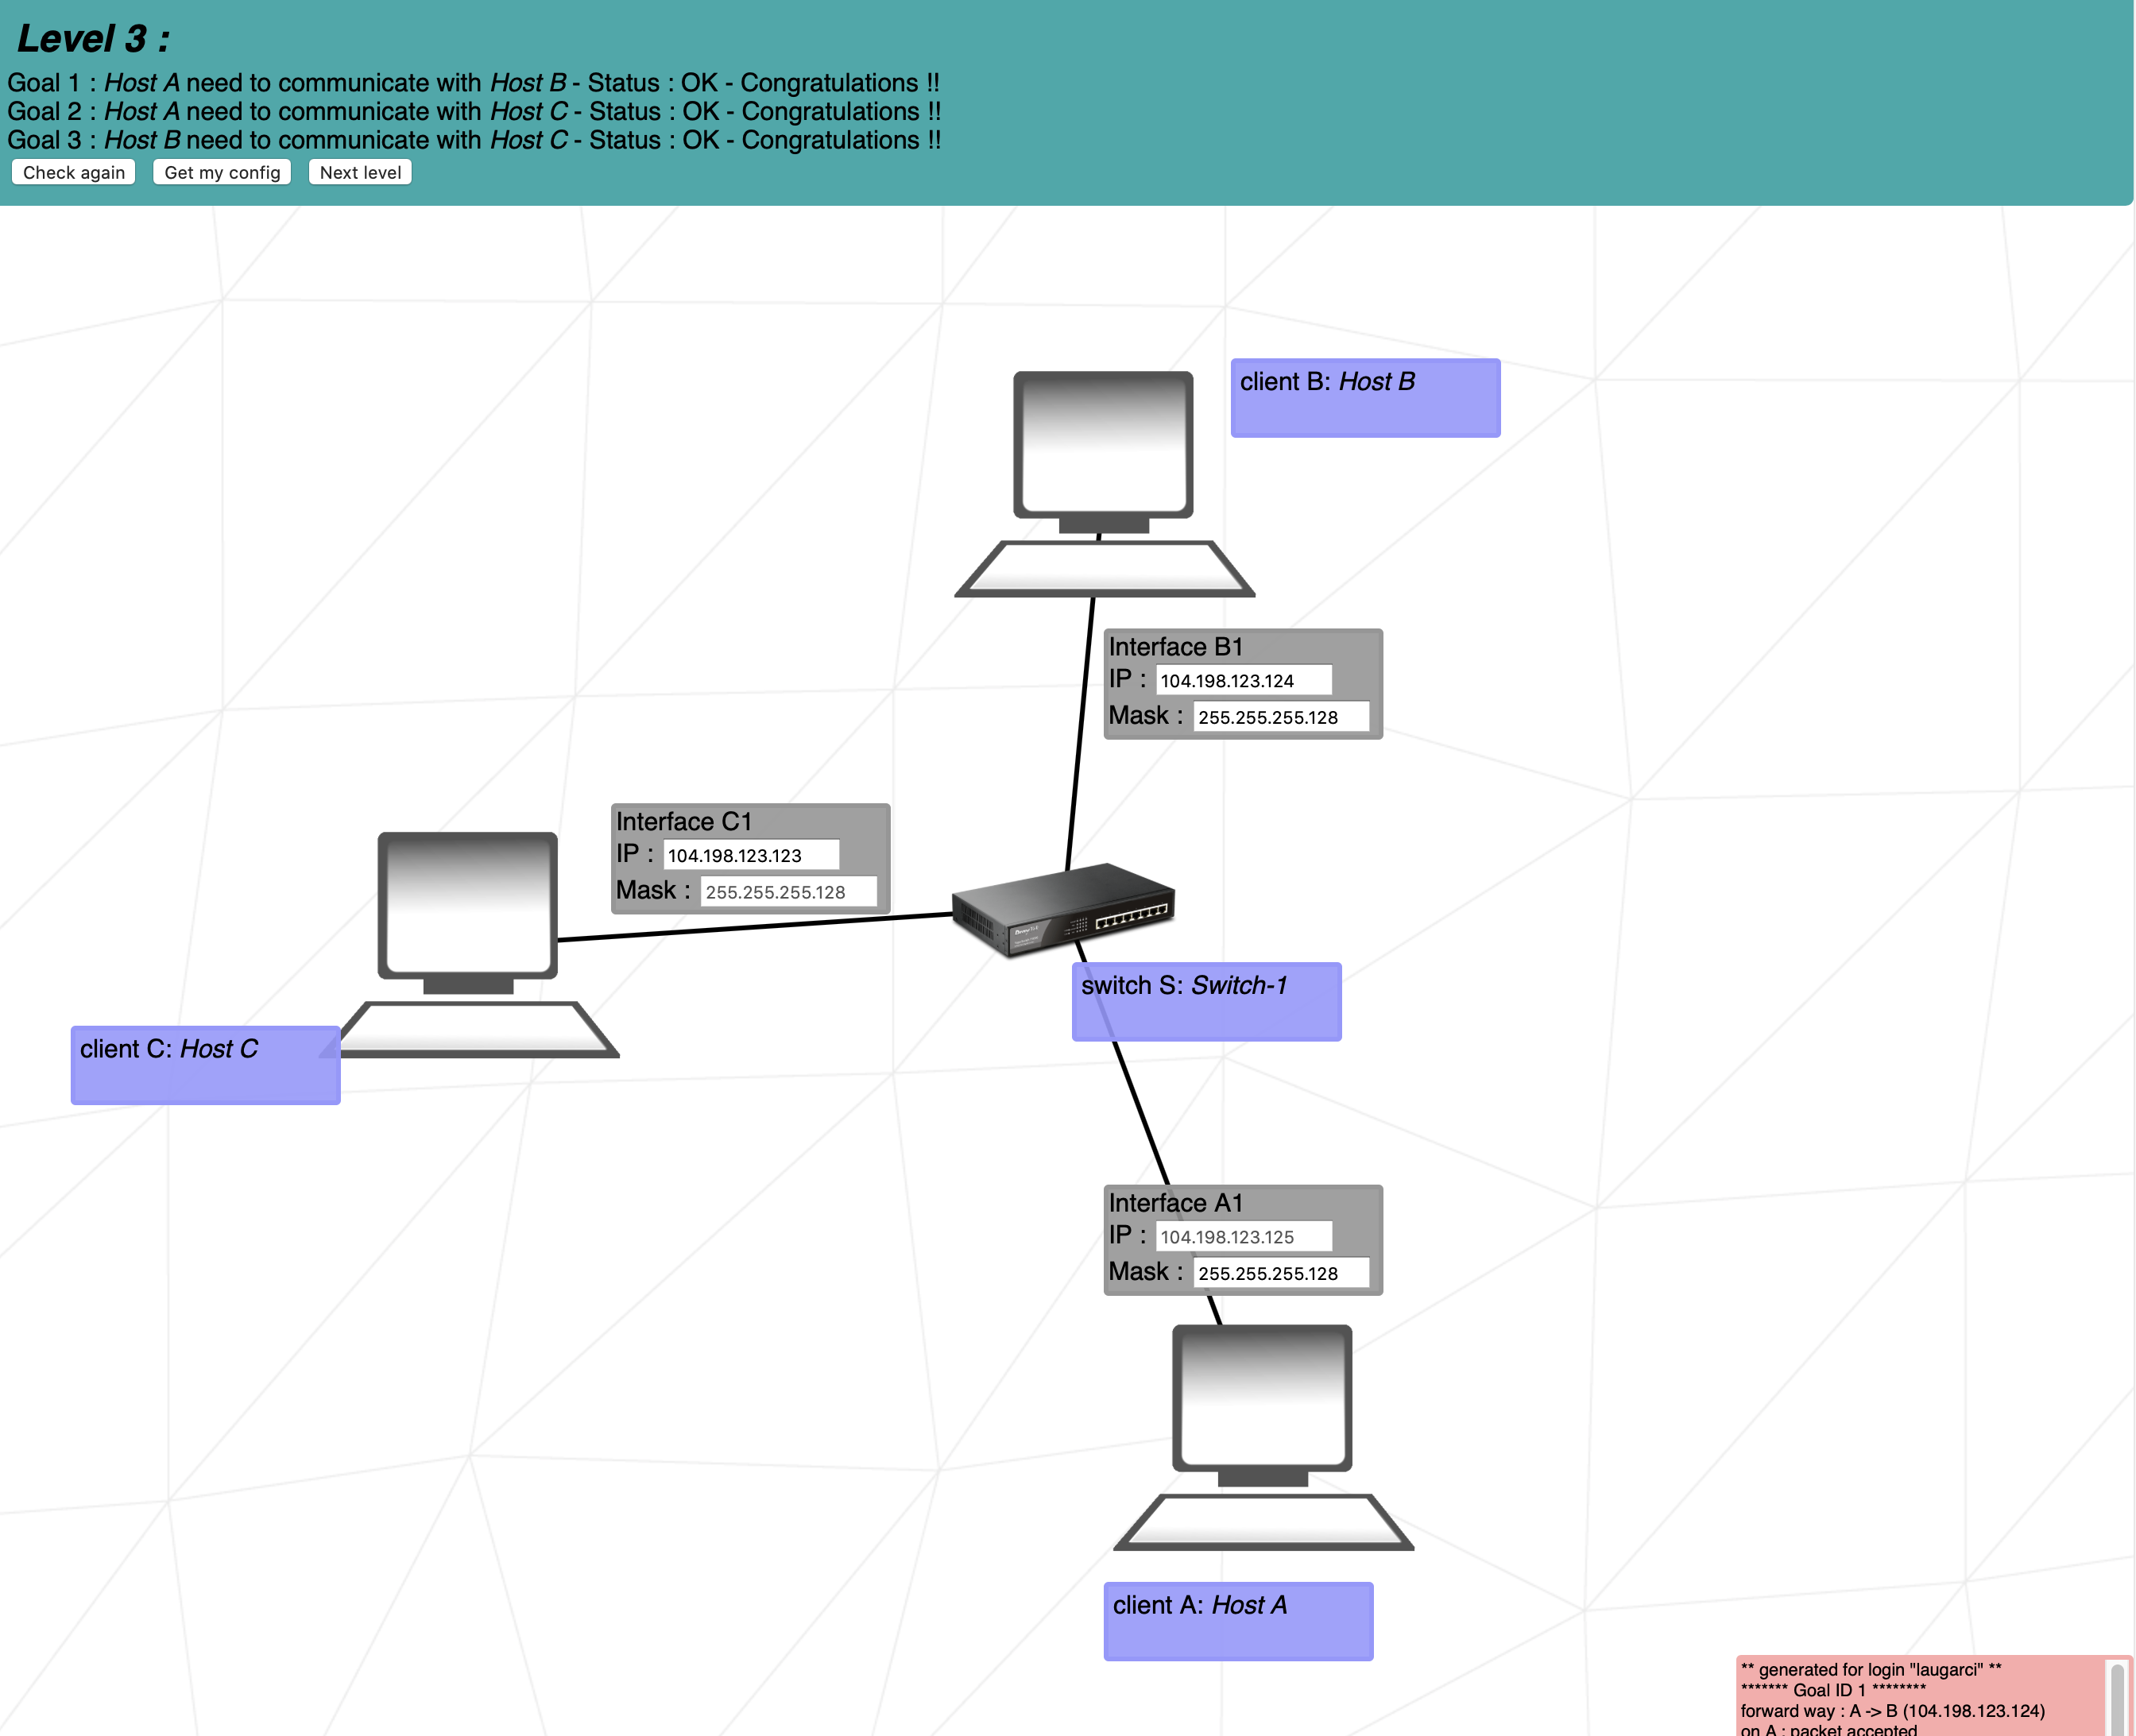 Level 3 :
Goal 1 : Host A need to communicate with Host B - Status : OK - Congratulations !!
Goal 2 : Host A need to communicate with Host C - Status : OK - Congratulations !!
Goal 3 : Host B need to communicate with Host C - Status : OK - Congratulations !!
Check again Get my config Next level
client B: Host B
Interface B1
IP : 104.198.123.124
Mask : 255.255.255.128
Interface C1
IP : 104.198.123.123
Mask : 255.255.255.128
switch S: Switch-1
client C: Host C
Interface A1
IP : 104.198.123.125
Mask : 255.255.255.128
client A: Host A
** generated for login "laugarci" **
******* Goal ID 1 ********
forward way : A -> B (104.198.123.124)
on A : packet accepted